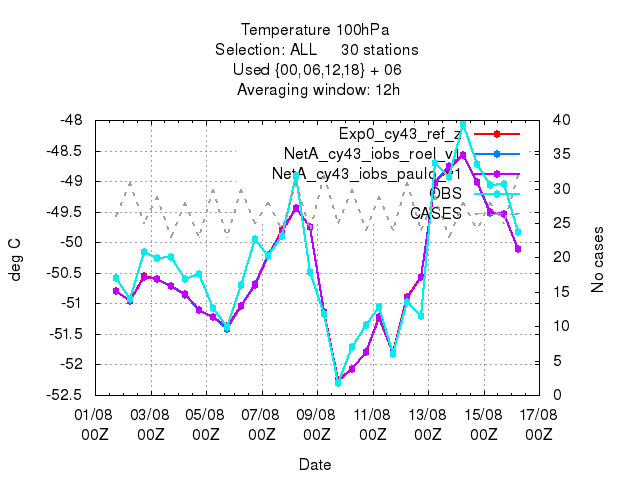 Temperature 100hPa
Selection: ALL 30 stations
Used {00,06,12,18} + 06
Averaging window: 12h
-48
-48.5
-49
-49.5
-50
-50.5
-51
-51.5
-52
-52.5
deg C
40
35
30
25
20
15
10
5
0
No cases
Exp0_cy43_ref_z
NetA_cy43_iobs_roel_v1
NetA_cy43_iobs_paulo_v1
OBS
CASES
01/08 03/08 05/08 07/08 09/08 11/08 13/08 15/08 17/08
00Z 00Z 00Z 00Z 00Z 00Z 00Z 00Z 00Z
Date